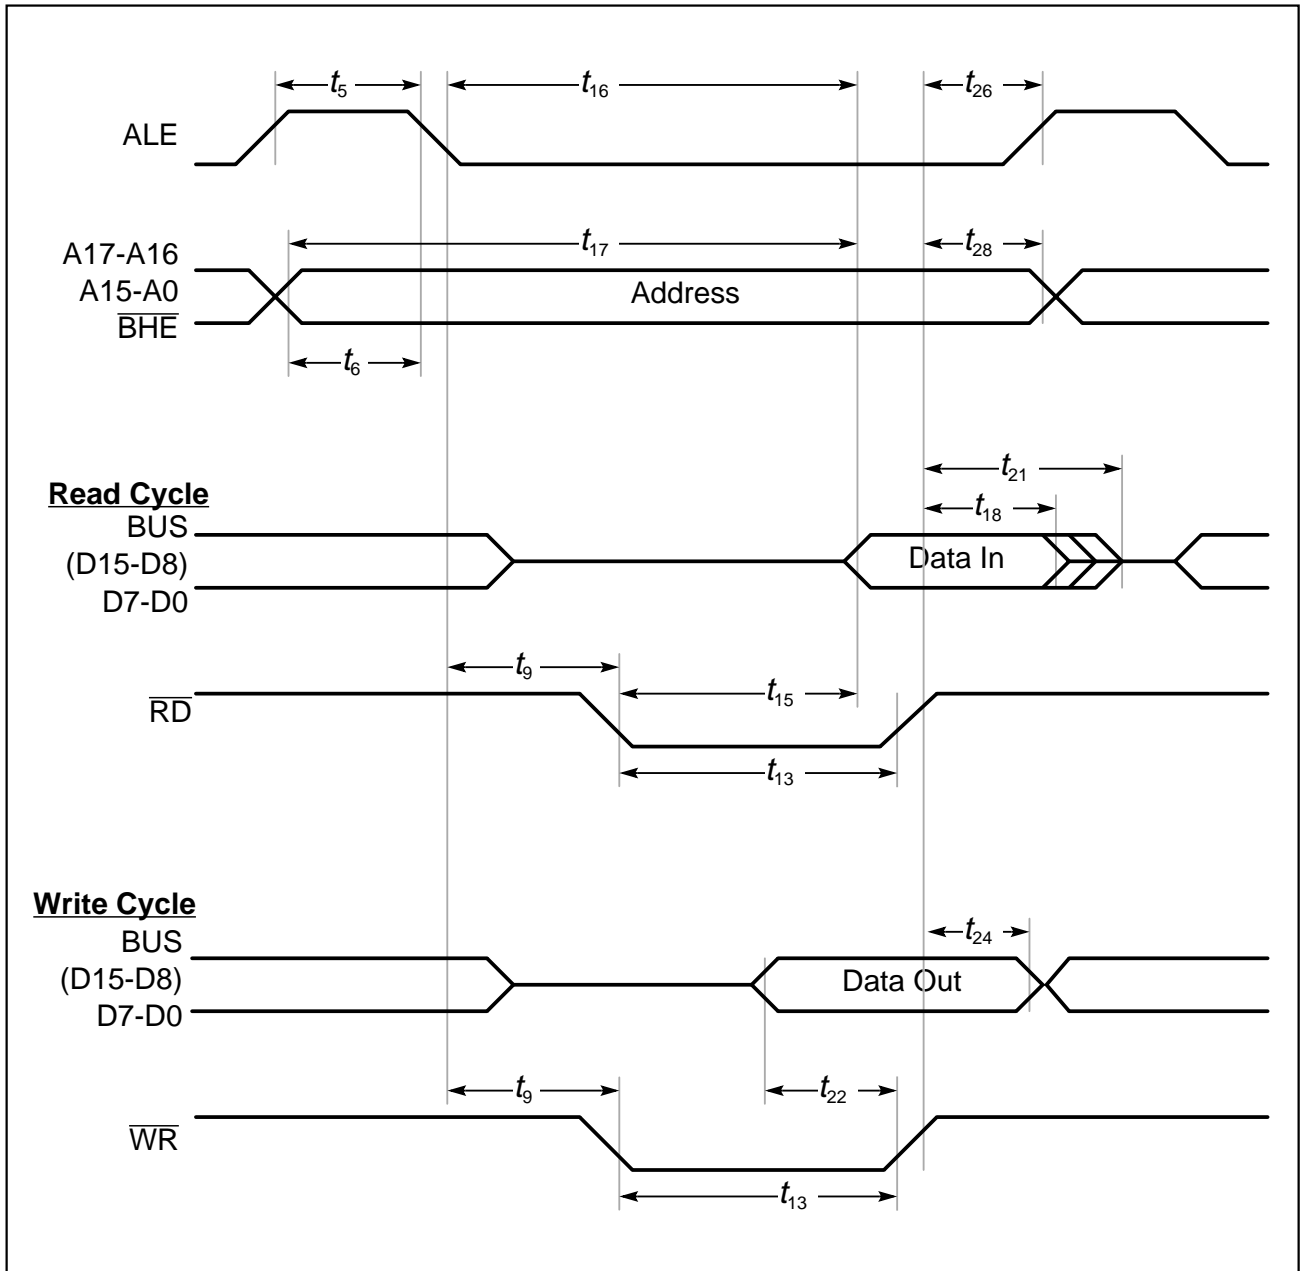 t5
t16
t26
ALE
t17
t28
A17-A16
A15-A0
BHE
Address
t6
t21
Read Cycle
t18
BUS
(D15-D8)
D7-D0
Data In
t9
RD
t15
t13
Write Cycle
t24
BUS
(D15-D8)
D7-D0
Data Out
t9
t22
WR
t13